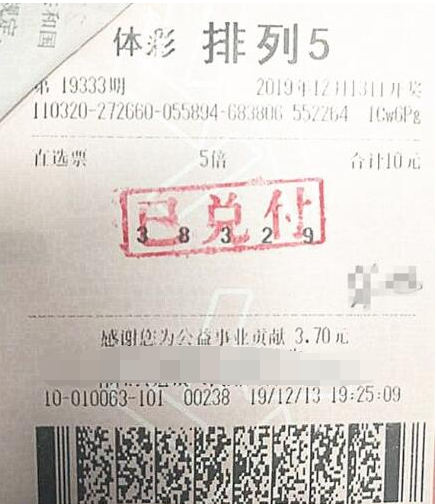 体彩 排列5
第 19333期 2019年12月13日开奖
110320-272660-055894-683806 552264 1Cw6Pg
直选票 5倍 合计10元
已兑付
3 8 3 2 9
感谢您为公益事业贡献 3.70元
10-010063-101 00238 19/12/13 19:25:09